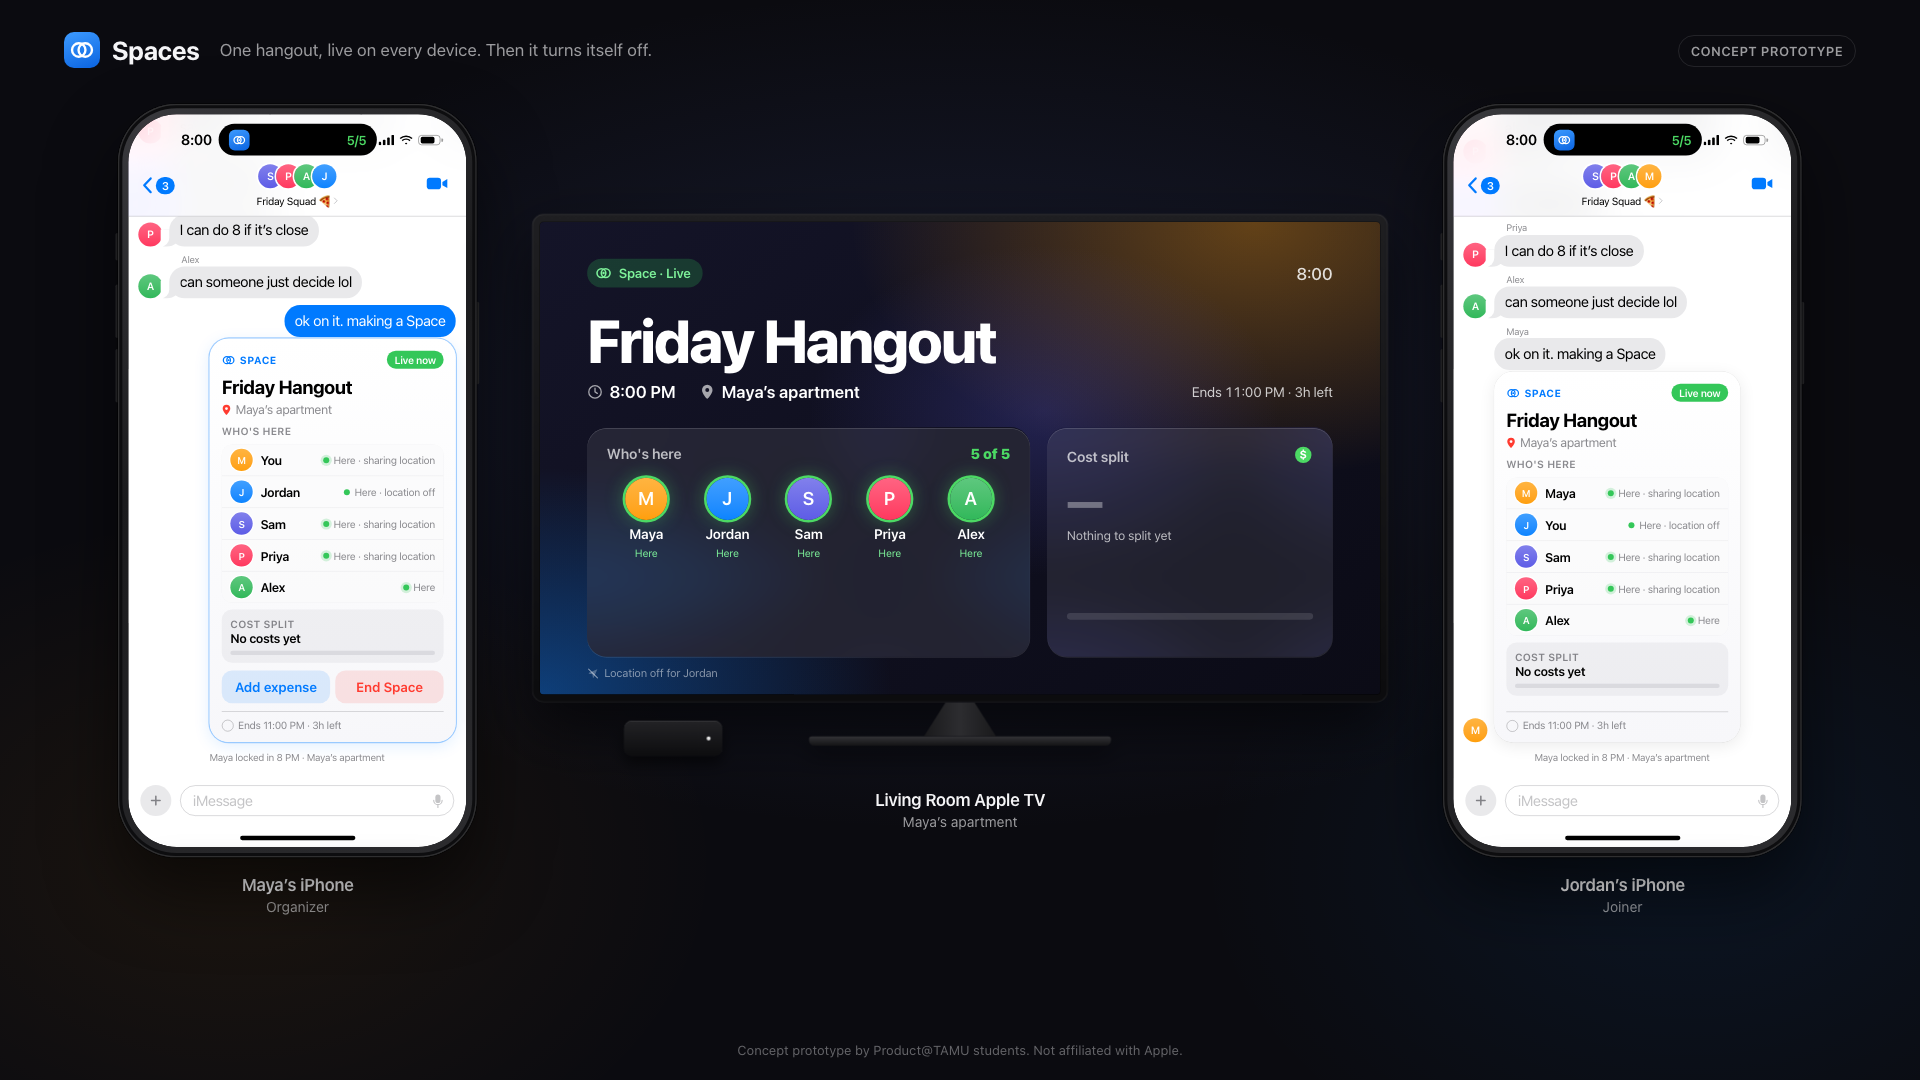 Spaces One hangout, live on every device. Then it turns itself off.
CONCEPT PROTOTYPE
8:00 5/5
3
S P A J
Friday Squad 🍕
P I can do 8 if it’s close
Alex
A can someone just decide lol
ok on it. making a Space
SPACE Live now
Friday Hangout
Maya’s apartment
WHO’S HERE
M You Here · sharing location
J Jordan Here · location off
S Sam Here · sharing location
P Priya Here · sharing location
A Alex Here
COST SPLIT
No costs yet
Add expense End Space
Ends 11:00 PM · 3h left
Maya locked in 8 PM · Maya’s apartment
+ iMessage
Maya’s iPhone
Organizer
Space · Live 8:00
Friday Hangout
8:00 PM Maya’s apartment Ends 11:00 PM · 3h left
Who's here 5 of 5
M J S P A
Maya Jordan Sam Priya Alex
Here Here Here Here Here
Cost split $
—
Nothing to split yet
Location off for Jordan
Living Room Apple TV
Maya’s apartment
8:00 5/5
3
S P A M
Friday Squad 🍕
Priya
P I can do 8 if it’s close
Alex
A can someone just decide lol
Maya
ok on it. making a Space
SPACE Live now
Friday Hangout
Maya’s apartment
WHO’S HERE
M Maya Here · sharing location
J You Here · location off
S Sam Here · sharing location
P Priya Here · sharing location
A Alex Here
COST SPLIT
No costs yet
Ends 11:00 PM · 3h left
M
Maya locked in 8 PM · Maya’s apartment
+ iMessage
Jordan’s iPhone
Joiner
Concept prototype by Product@TAMU students. Not affiliated with Apple.